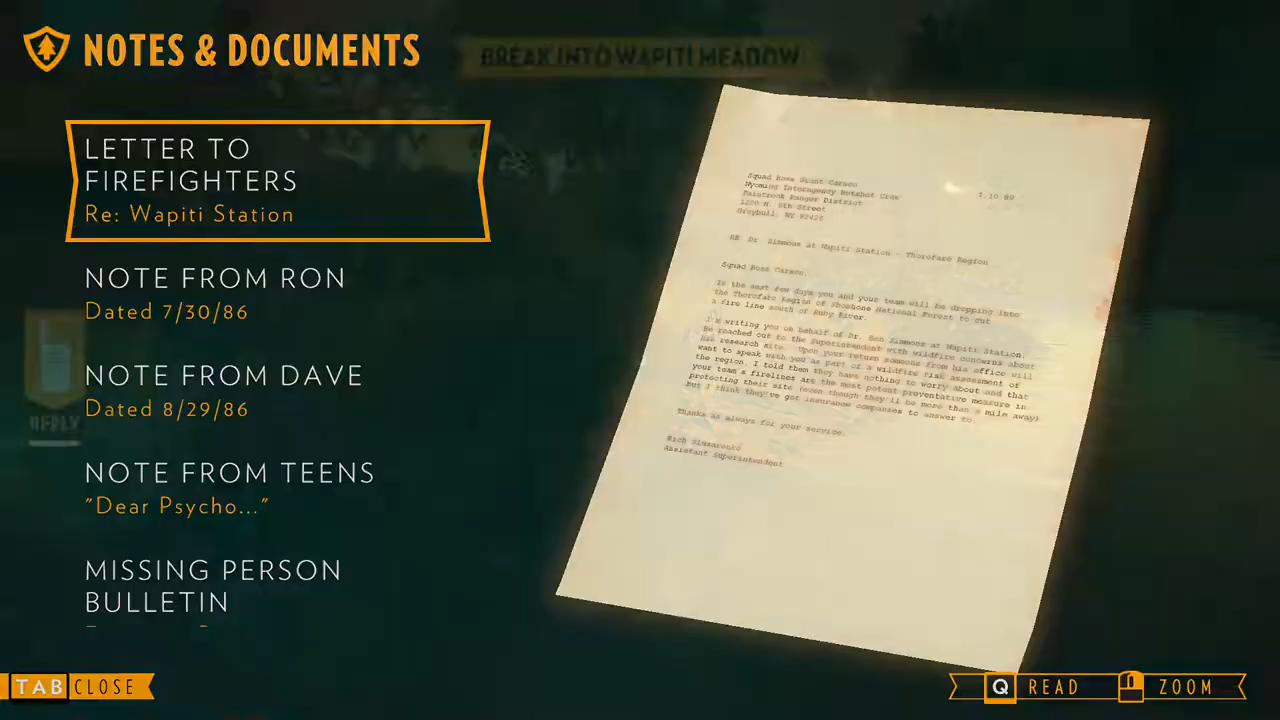 NOTES & DOCUMENTS
BREAK INTO WAPITI MEADOW
LETTER TO
FIREFIGHTERS
Re: Wapiti Station
NOTE FROM RON
Dated 7/30/86
NOTE FROM DAVE
Dated 8/29/86
NOTE FROM TEENS
"Dear Psycho..."
MISSING PERSON
BULLETIN
REPLY
Squad Boss Grant Carson
Wyoming Interagency Hotshot Crew
Paintrock Ranger District
1220 N. 8th Street
Greybull, WY
RE: Dr. Simmons at Wapiti Station - Thorofare Region
Squad Boss Carson,
In the next few days you and your team will be dropping into
the Thorofare Region of Shoshone National Forest to cut
a fire line south of Ruby River.
I'm writing you on behalf of Dr. Ben Simmons at Wapiti Station.
He reached out to the Superintendent with wildfire concerns about
his research site. Upon your return someone from his office will
want to speak with you as part of a wildfire risk assessment of
the region. I told them they have nothing to worry about and that
your team's firelines are the most potent preventative measure in
protecting their site (even though they'll be more than a mile away)
but I think they've got insurance companies to answer to.
Thanks as always for your service.
Rich
Assistant Superintendent
TAB CLOSE
Q READ
ZOOM